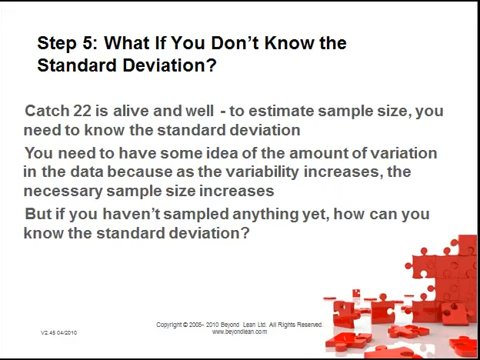 Step 5: What If You Don't Know the
Standard Deviation?
Catch 22 is alive and well - to estimate sample size, you
need to know the standard deviation
You need to have some idea of the amount of variation
in the data because as the variability increases, the
necessary sample size increases
But if you haven't sampled anything yet, how can you
know the standard deviation?
V2.45 04/2010
Copyright © 2005- 2010 Beyond Lean Ltd. All Rights Reserved.
www.beyondlean.com